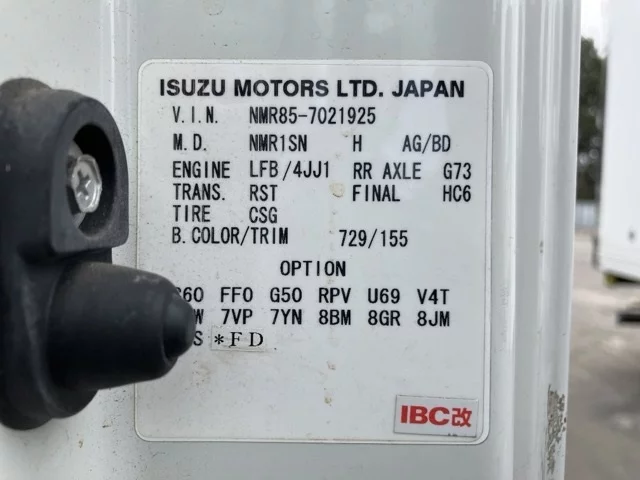 ISUZU MOTORS LTD. JAPAN
V.I.N. NMR85-7021925
M.D. NMR1SN H AG/BD
ENGINE LFB/4JJ1 RR AXLE G73
TRANS. RST FINAL HC6
TIRE CSG
B.COLOR/TRIM 729/155
OPTION
FF0 G50 RPV U69 V4T
7VP 7YN 8BM 8GR 8JM
*FD
IBC改